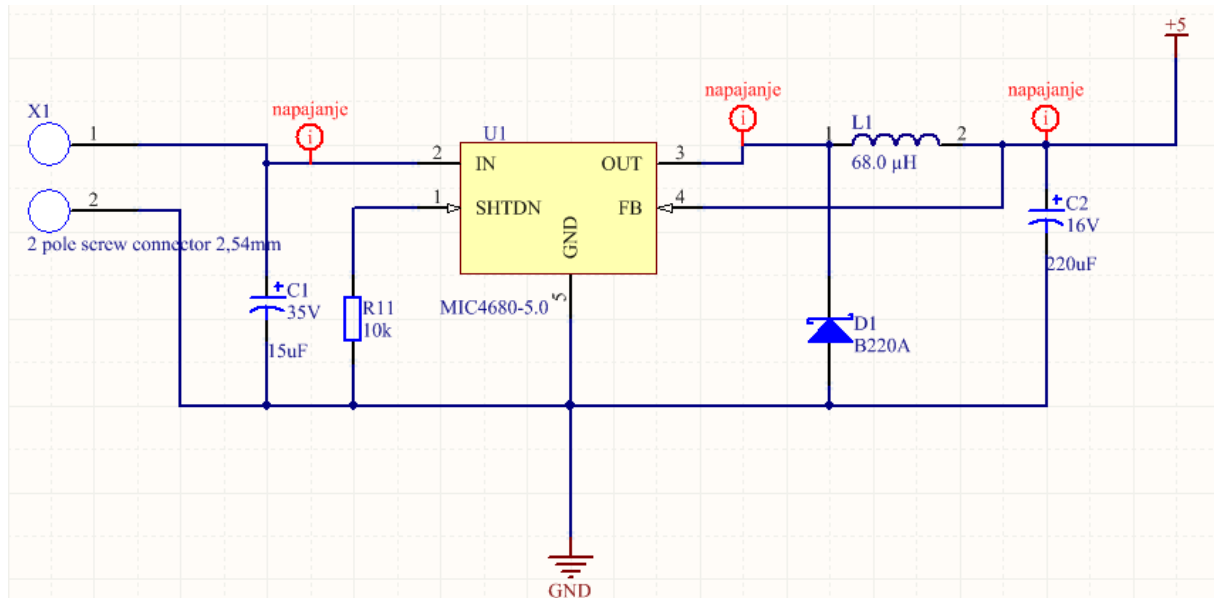 +5
napajanje
napajanje
napajanje
X1
1
2
2 pole screw connector 2,54mm
U1
2
IN
OUT
3
1
SHTDN
FB
4
GND
5
MIC4680-5.0
C1
35V
15uF
R11
10k
1
L1
2
68.0 µH
C2
16V
220uF
D1
B220A
GND